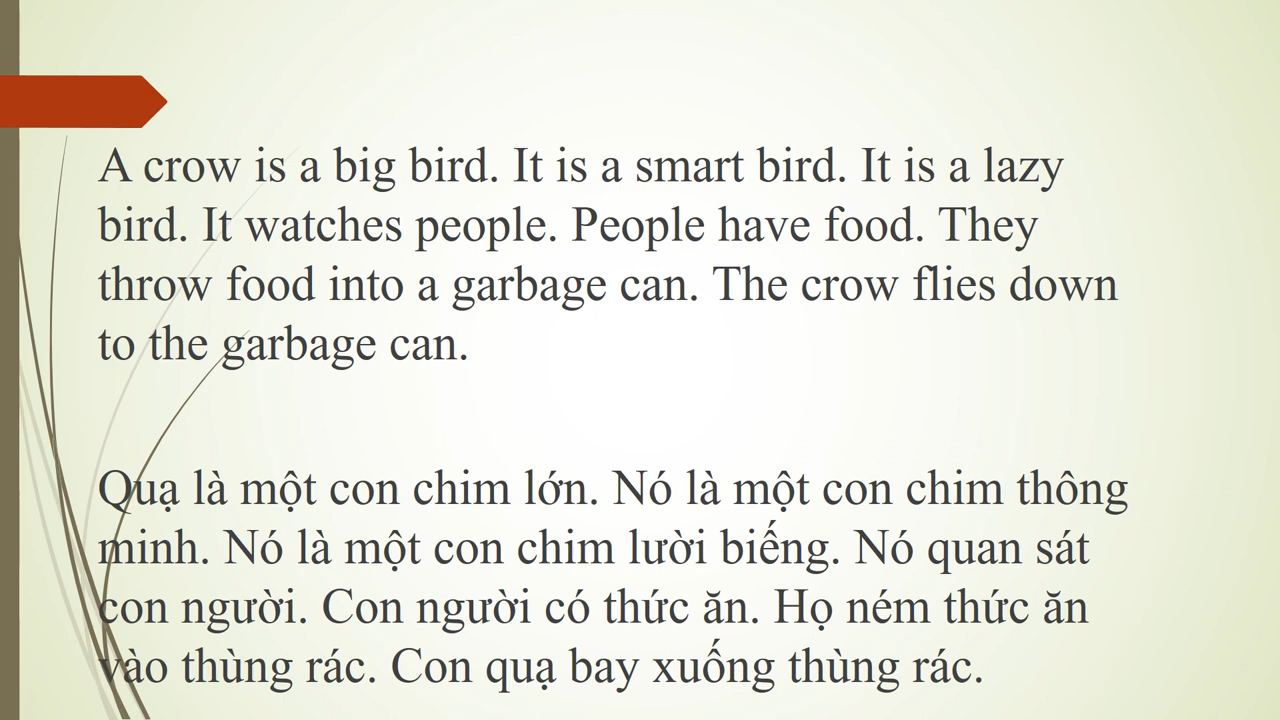 A crow is a big bird. It is a smart bird. It is a lazy
bird. It watches people. People have food. They
throw food into a garbage can. The crow flies down
to the garbage can.
Quạ là một con chim lớn. Nó là một con chim thông
minh. Nó là một con chim lười biếng. Nó quan sát
con người. Con người có thức ăn. Họ ném thức ăn
vào thùng rác. Con quạ bay xuống thùng rác.